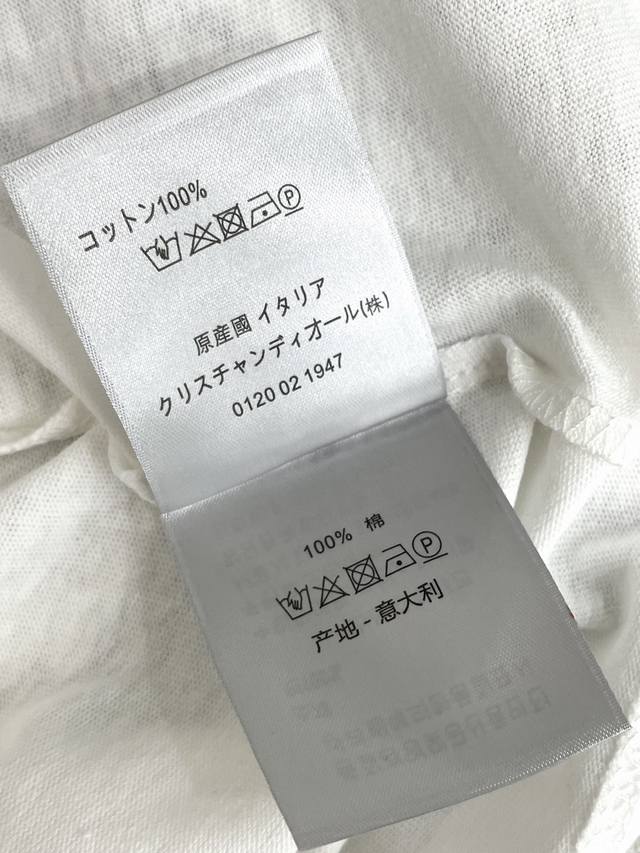 コットン100%
P
原産國 イタリア
クリスチャンディオール(株)
0120 02 1947
100% 棉
P
产地 - 意大利